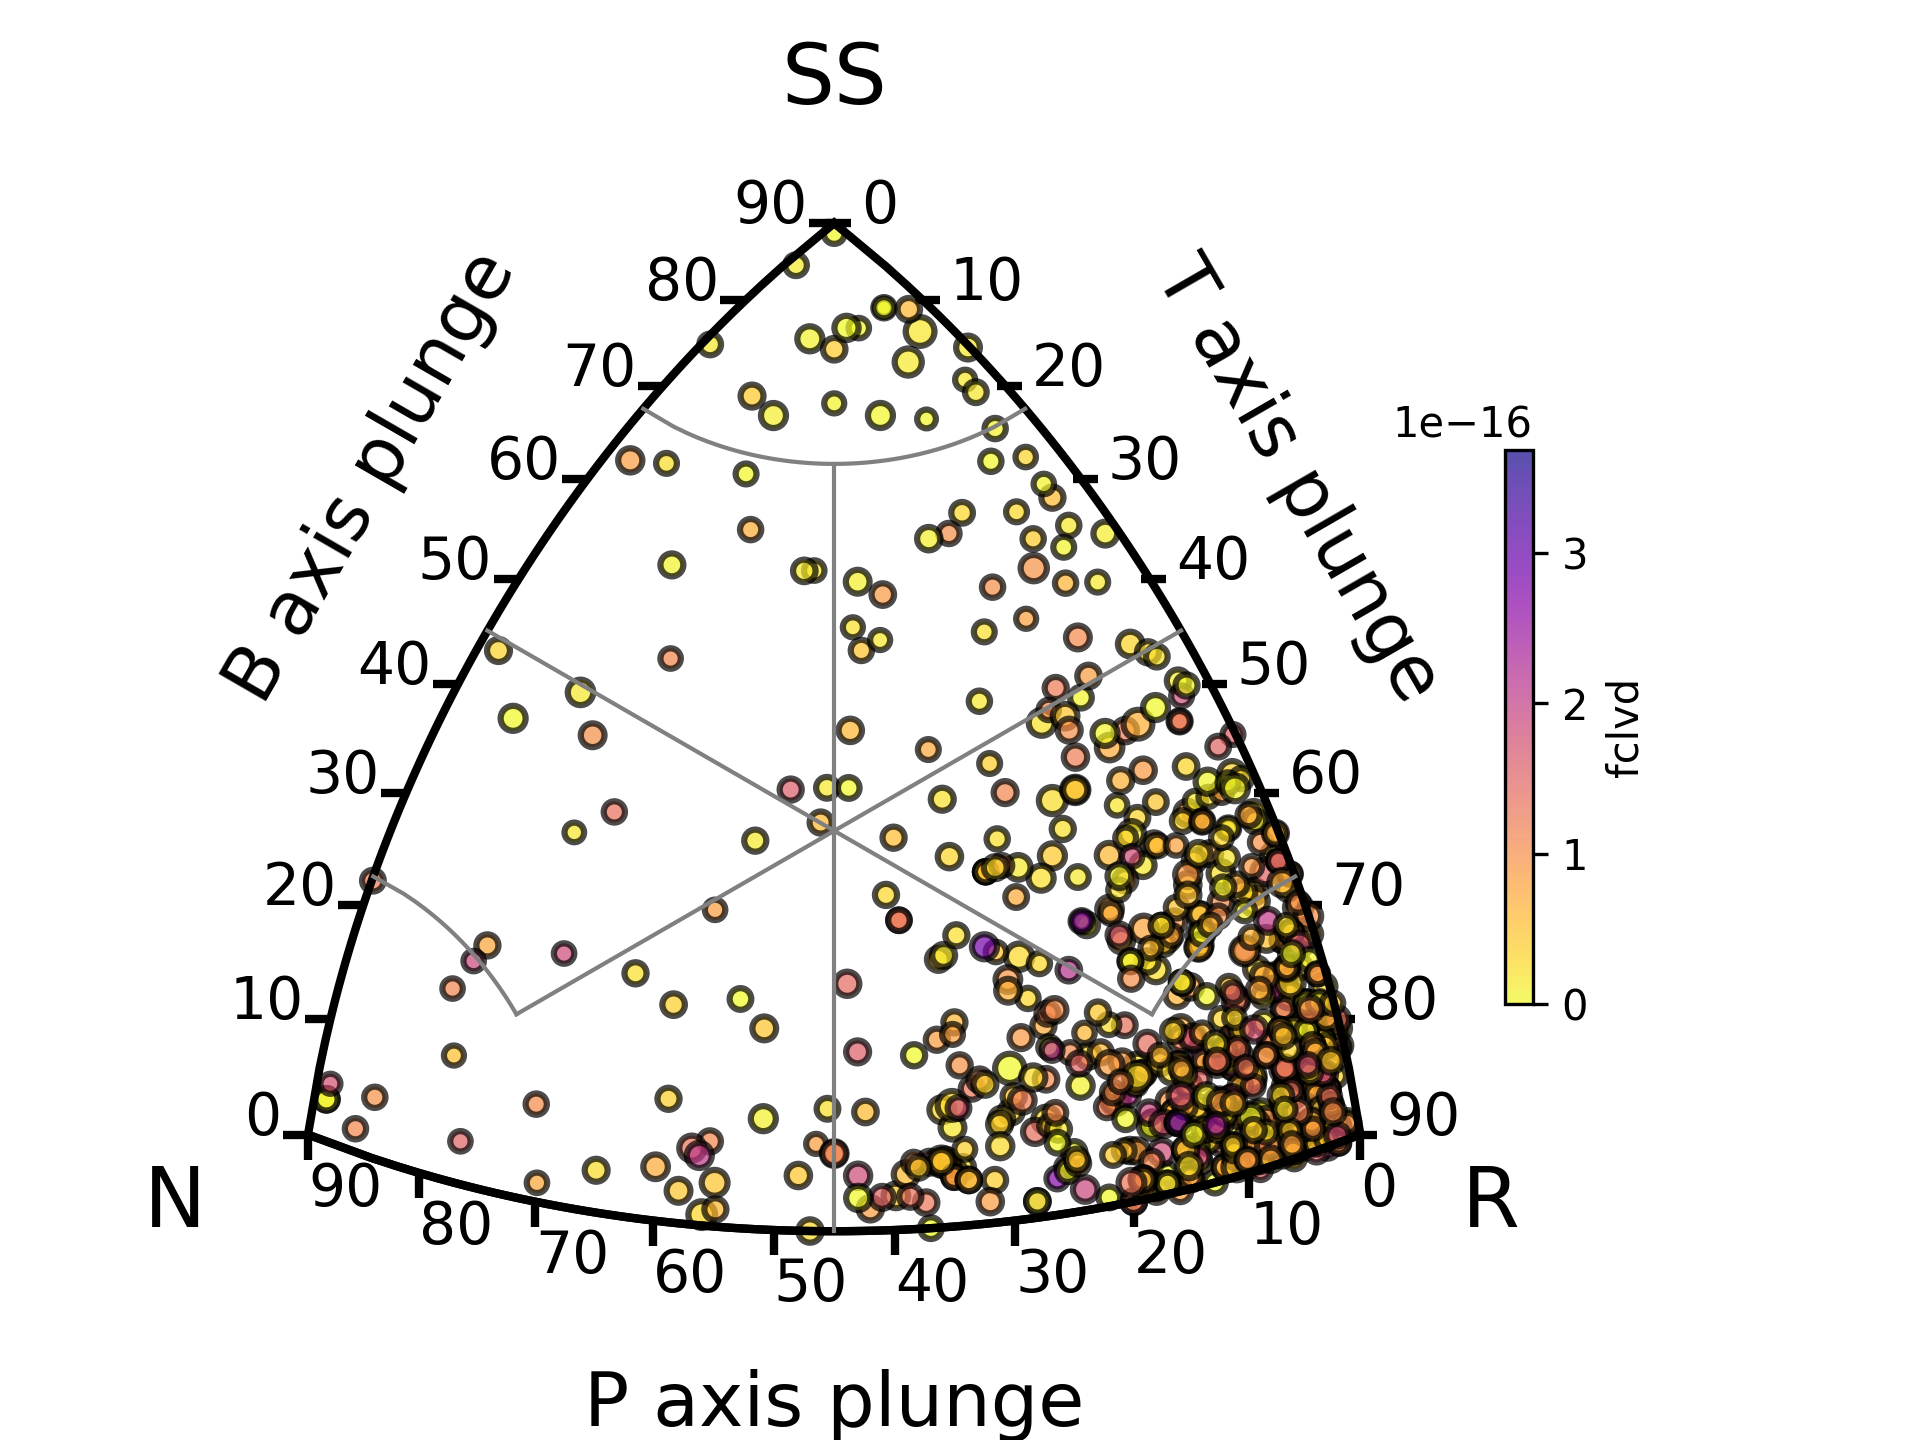 SS
90 0
80 10
70 20
60 30
50 40
40 50
30 60
20 70
10 80
0 90
B axis plunge
T axis plunge
N
R
90 80 70 60 50 40 30 20 10 0
P axis plunge
1e−16
3
2
1
0
fclvd